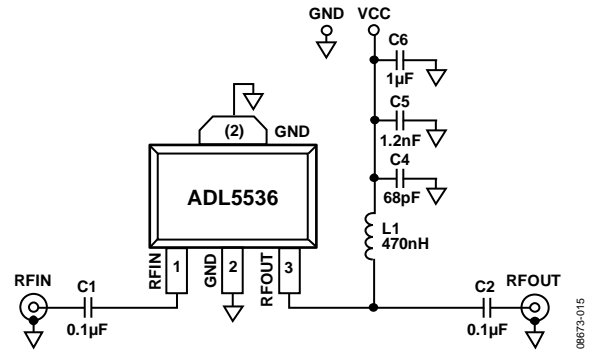 GND VCC
C6
1µF
C5
1.2nF
C4
68pF
(2) GND
ADL5536
L1
470nH
RFIN 1
GND 2
RFOUT 3
RFIN
C1
0.1µF
C2
0.1µF
RFOUT
08673-015